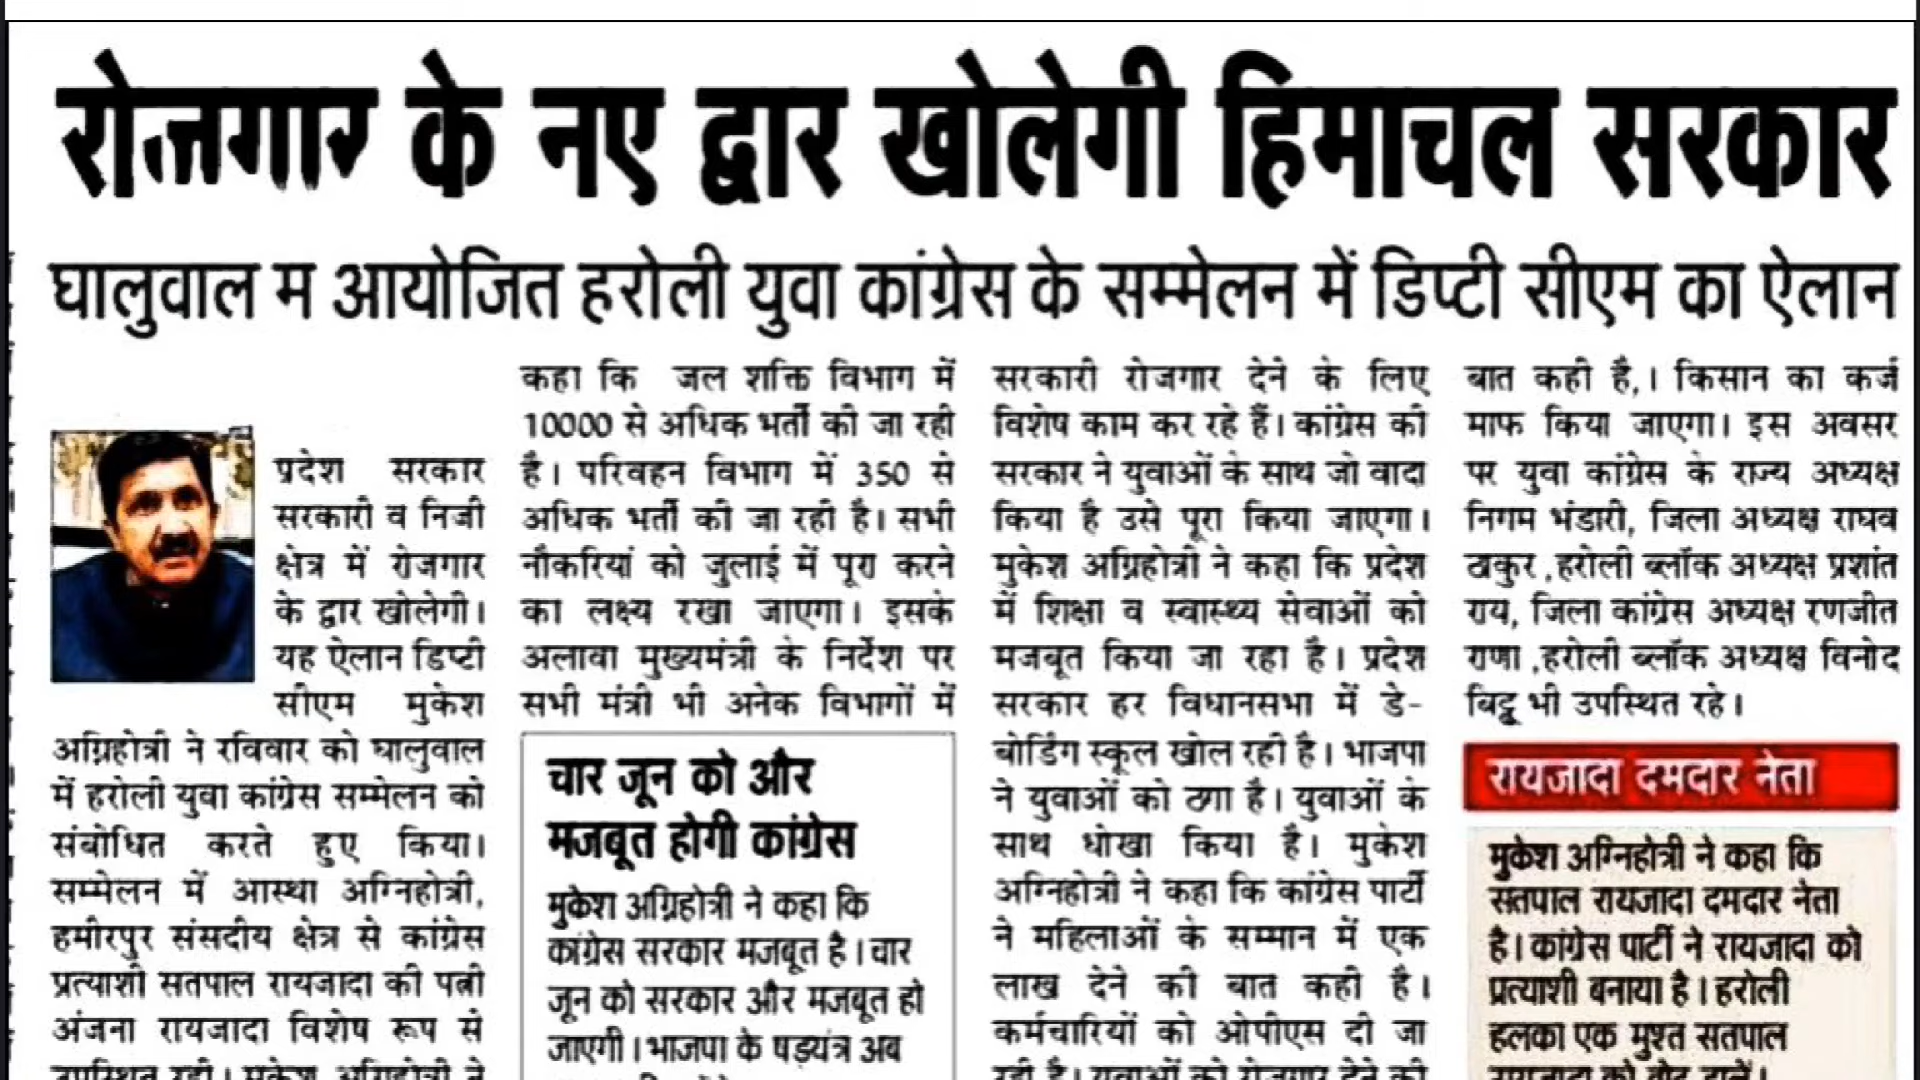 रोजगार के नए द्वार खोलेगी हिमाचल सरकार
घालुवाल म आयोजित हरोली युवा कांग्रेस के सम्मेलन में डिप्टी सीएम का ऐलान
प्रदेश सरकार
सरकारी व निजी
क्षेत्र में रोजगार
के द्वार खोलेगी।
यह ऐलान डिप्टी
सीएम मुकेश
अग्निहोत्री ने रविवार को घालुवाल
में हरोली युवा कांग्रेस सम्मेलन को
संबोधित करते हुए किया।
सम्मेलन में आस्था अग्निहोत्री,
हमीरपुर संसदीय क्षेत्र से कांग्रेस
प्रत्याशी सतपाल रायजादा की पत्नी
अंजना रायजादा विशेष रूप से
उपस्थित रही। मुकेश अग्निहोत्री ने
कहा कि जल शक्ति विभाग में
10000 से अधिक भर्ती की जा रही
है। परिवहन विभाग में 350 से
अधिक भर्ती की जा रही है। सभी
नौकरियां को जुलाई में पूरा करने
का लक्ष्य रखा जाएगा। इसके
अलावा मुख्यमंत्री के निर्देश पर
सभी मंत्री भी अनेक विभागों में
चार जून को और
मजबूत होगी कांग्रेस
मुकेश अग्निहोत्री ने कहा कि
कांग्रेस सरकार मजबूत है। चार
जून को सरकार और मजबूत हो
जाएगी। भाजपा के षड्यंत्र अब
सरकारी रोजगार देने के लिए
विशेष काम कर रहे हैं। कांग्रेस की
सरकार ने युवाओं के साथ जो वादा
किया है उसे पूरा किया जाएगा।
मुकेश अग्निहोत्री ने कहा कि प्रदेश
में शिक्षा व स्वास्थ्य सेवाओं को
मजबूत किया जा रहा है। प्रदेश
सरकार हर विधानसभा में डे-
बोर्डिंग स्कूल खोल रही है। भाजपा
ने युवाओं को ठगा है। युवाओं के
साथ धोखा किया है। मुकेश
अग्निहोत्री ने कहा कि कांग्रेस पार्टी
ने महिलाओं के सम्मान में एक
लाख देने की बात कही है।
कर्मचारियों को ओपीएस दी जा
रही है। युवाओं को रोजगार देने की
बात कही है,। किसान का कर्ज
माफ किया जाएगा। इस अवसर
पर युवा कांग्रेस के राज्य अध्यक्ष
निगम भंडारी, जिला अध्यक्ष राघव
ठाकुर ,हरोली ब्लॉक अध्यक्ष प्रशांत
राय, जिला कांग्रेस अध्यक्ष रणजीत
राणा ,हरोली ब्लॉक अध्यक्ष विनोद
बिट्टू भी उपस्थित रहे।
रायजादा दमदार नेता
मुकेश अग्निहोत्री ने कहा कि
सतपाल रायजादा दमदार नेता
है। कांग्रेस पार्टी ने रायजादा को
प्रत्याशी बनाया है। हरोली
हलका एक मुश्त सतपाल
रायजादा को वोट डालें।